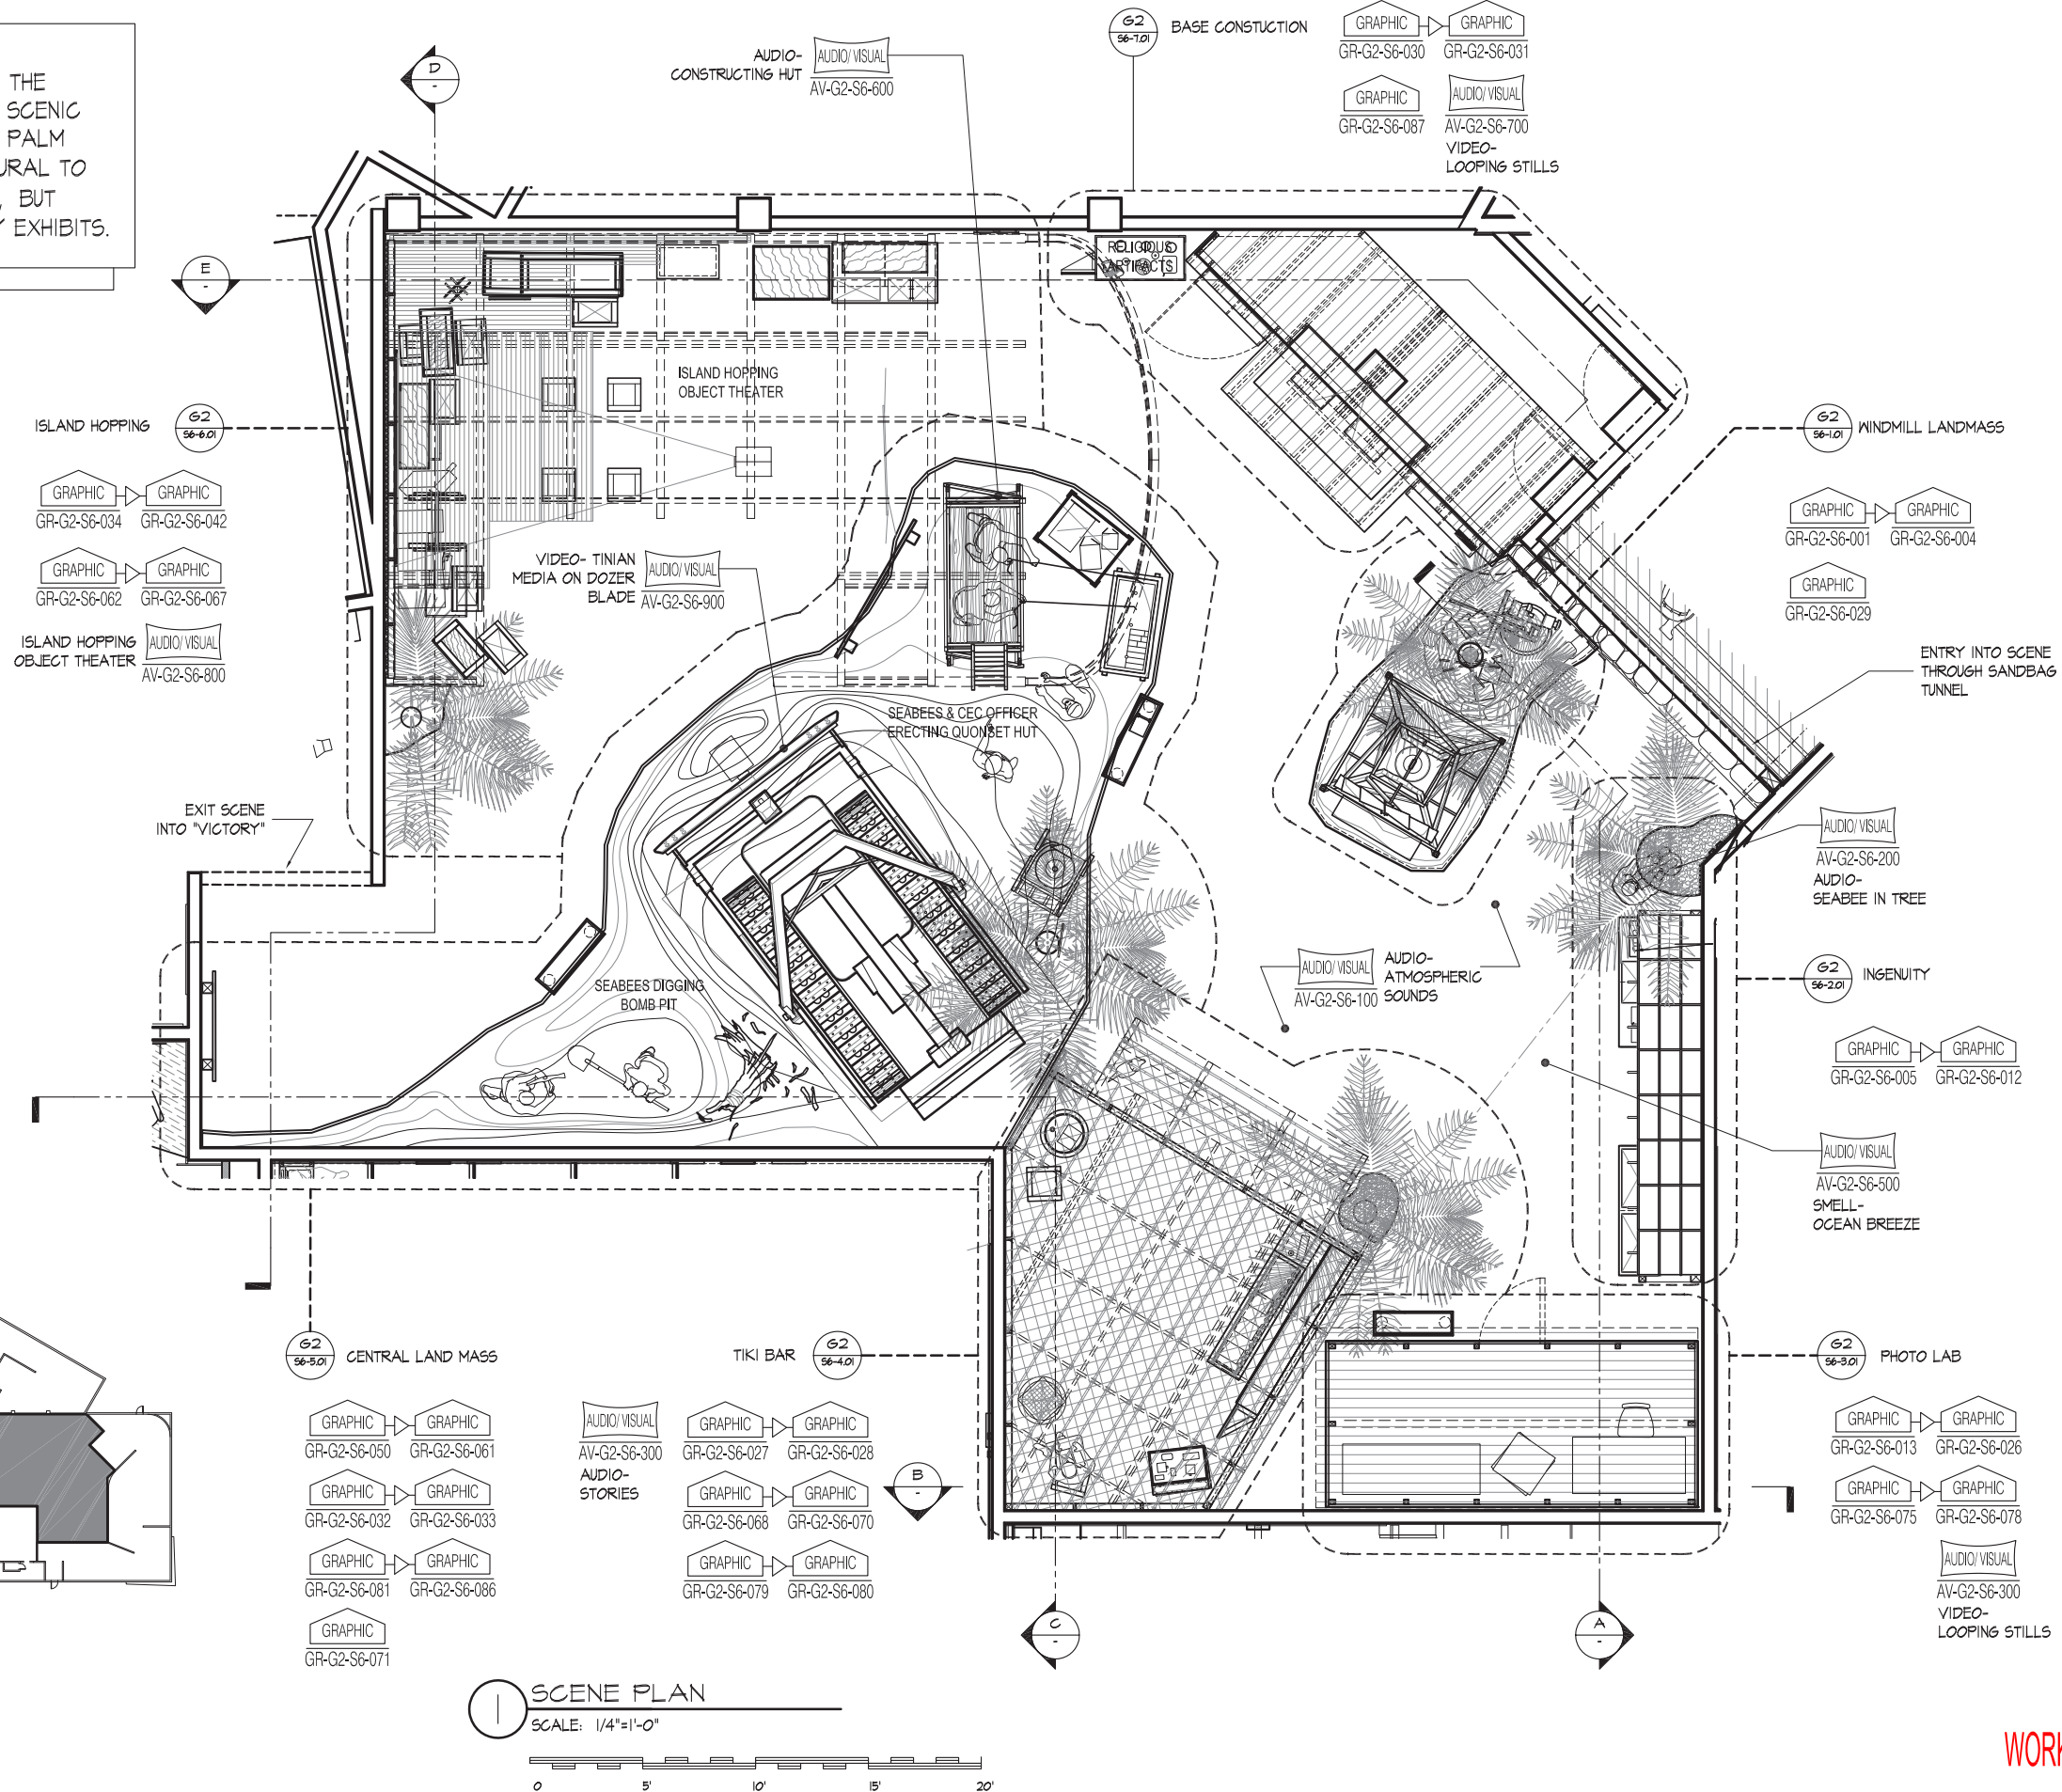 THE
SCENIC
PALM
URAL TO
BUT
EXHIBITS.
D
-
AUDIO-
CONSTRUCTING HUT
AUDIO/ VISUAL
AV-G2-S6-600
G2
S6-7.01
BASE CONSTUCTION
GRAPHIC GRAPHIC
GR-G2-S6-030 GR-G2-S6-031
GRAPHIC AUDIO/ VISUAL
GR-G2-S6-087 AV-G2-S6-700
VIDEO-
LOOPING STILLS
E
-
RELIGIOUS
ARTIFACTS
ISLAND HOPPING
OBJECT THEATER
ISLAND HOPPING
G2
S6-6.01
GRAPHIC GRAPHIC
GR-G2-S6-034 GR-G2-S6-042
GRAPHIC GRAPHIC
GR-G2-S6-062 GR-G2-S6-067
ISLAND HOPPING
OBJECT THEATER
AUDIO/ VISUAL
AV-G2-S6-800
VIDEO- TINIAN
MEDIA ON DOZER
BLADE
AUDIO/ VISUAL
AV-G2-S6-900
G2
S6-1.01
WINDMILL LANDMASS
GRAPHIC GRAPHIC
GR-G2-S6-001 GR-G2-S6-004
GRAPHIC
GR-G2-S6-029
ENTRY INTO SCENE
THROUGH SANDBAG
TUNNEL
SEABEES & CEC OFFICER
ERECTING QUONSET HUT
EXIT SCENE
INTO "VICTORY"
AUDIO/ VISUAL
AV-G2-S6-200
AUDIO-
SEABEE IN TREE
AUDIO/ VISUAL
AV-G2-S6-100
AUDIO-
ATMOSPHERIC
SOUNDS
G2
S6-2.01
INGENUITY
SEABEES DIGGING
BOMB PIT
GRAPHIC GRAPHIC
GR-G2-S6-005 GR-G2-S6-012
AUDIO/ VISUAL
AV-G2-S6-500
SMELL-
OCEAN BREEZE
G2
S6-5.01
CENTRAL LAND MASS
GRAPHIC GRAPHIC
GR-G2-S6-050 GR-G2-S6-061
GRAPHIC GRAPHIC
GR-G2-S6-032 GR-G2-S6-033
GRAPHIC GRAPHIC
GR-G2-S6-081 GR-G2-S6-086
GRAPHIC
GR-G2-S6-071
TIKI BAR
G2
S6-4.01
AUDIO/ VISUAL
AV-G2-S6-300
AUDIO-
STORIES
GRAPHIC GRAPHIC
GR-G2-S6-027 GR-G2-S6-028
GRAPHIC GRAPHIC
GR-G2-S6-068 GR-G2-S6-070
GRAPHIC GRAPHIC
GR-G2-S6-079 GR-G2-S6-080
B
-
G2
S6-3.01
PHOTO LAB
GRAPHIC GRAPHIC
GR-G2-S6-013 GR-G2-S6-026
GRAPHIC GRAPHIC
GR-G2-S6-075 GR-G2-S6-078
AUDIO/ VISUAL
AV-G2-S6-300
VIDEO-
LOOPING STILLS
C
-
A
-
1
SCENE PLAN
SCALE: 1/4"=1'-0"
0 5' 10' 15' 20'
WORK